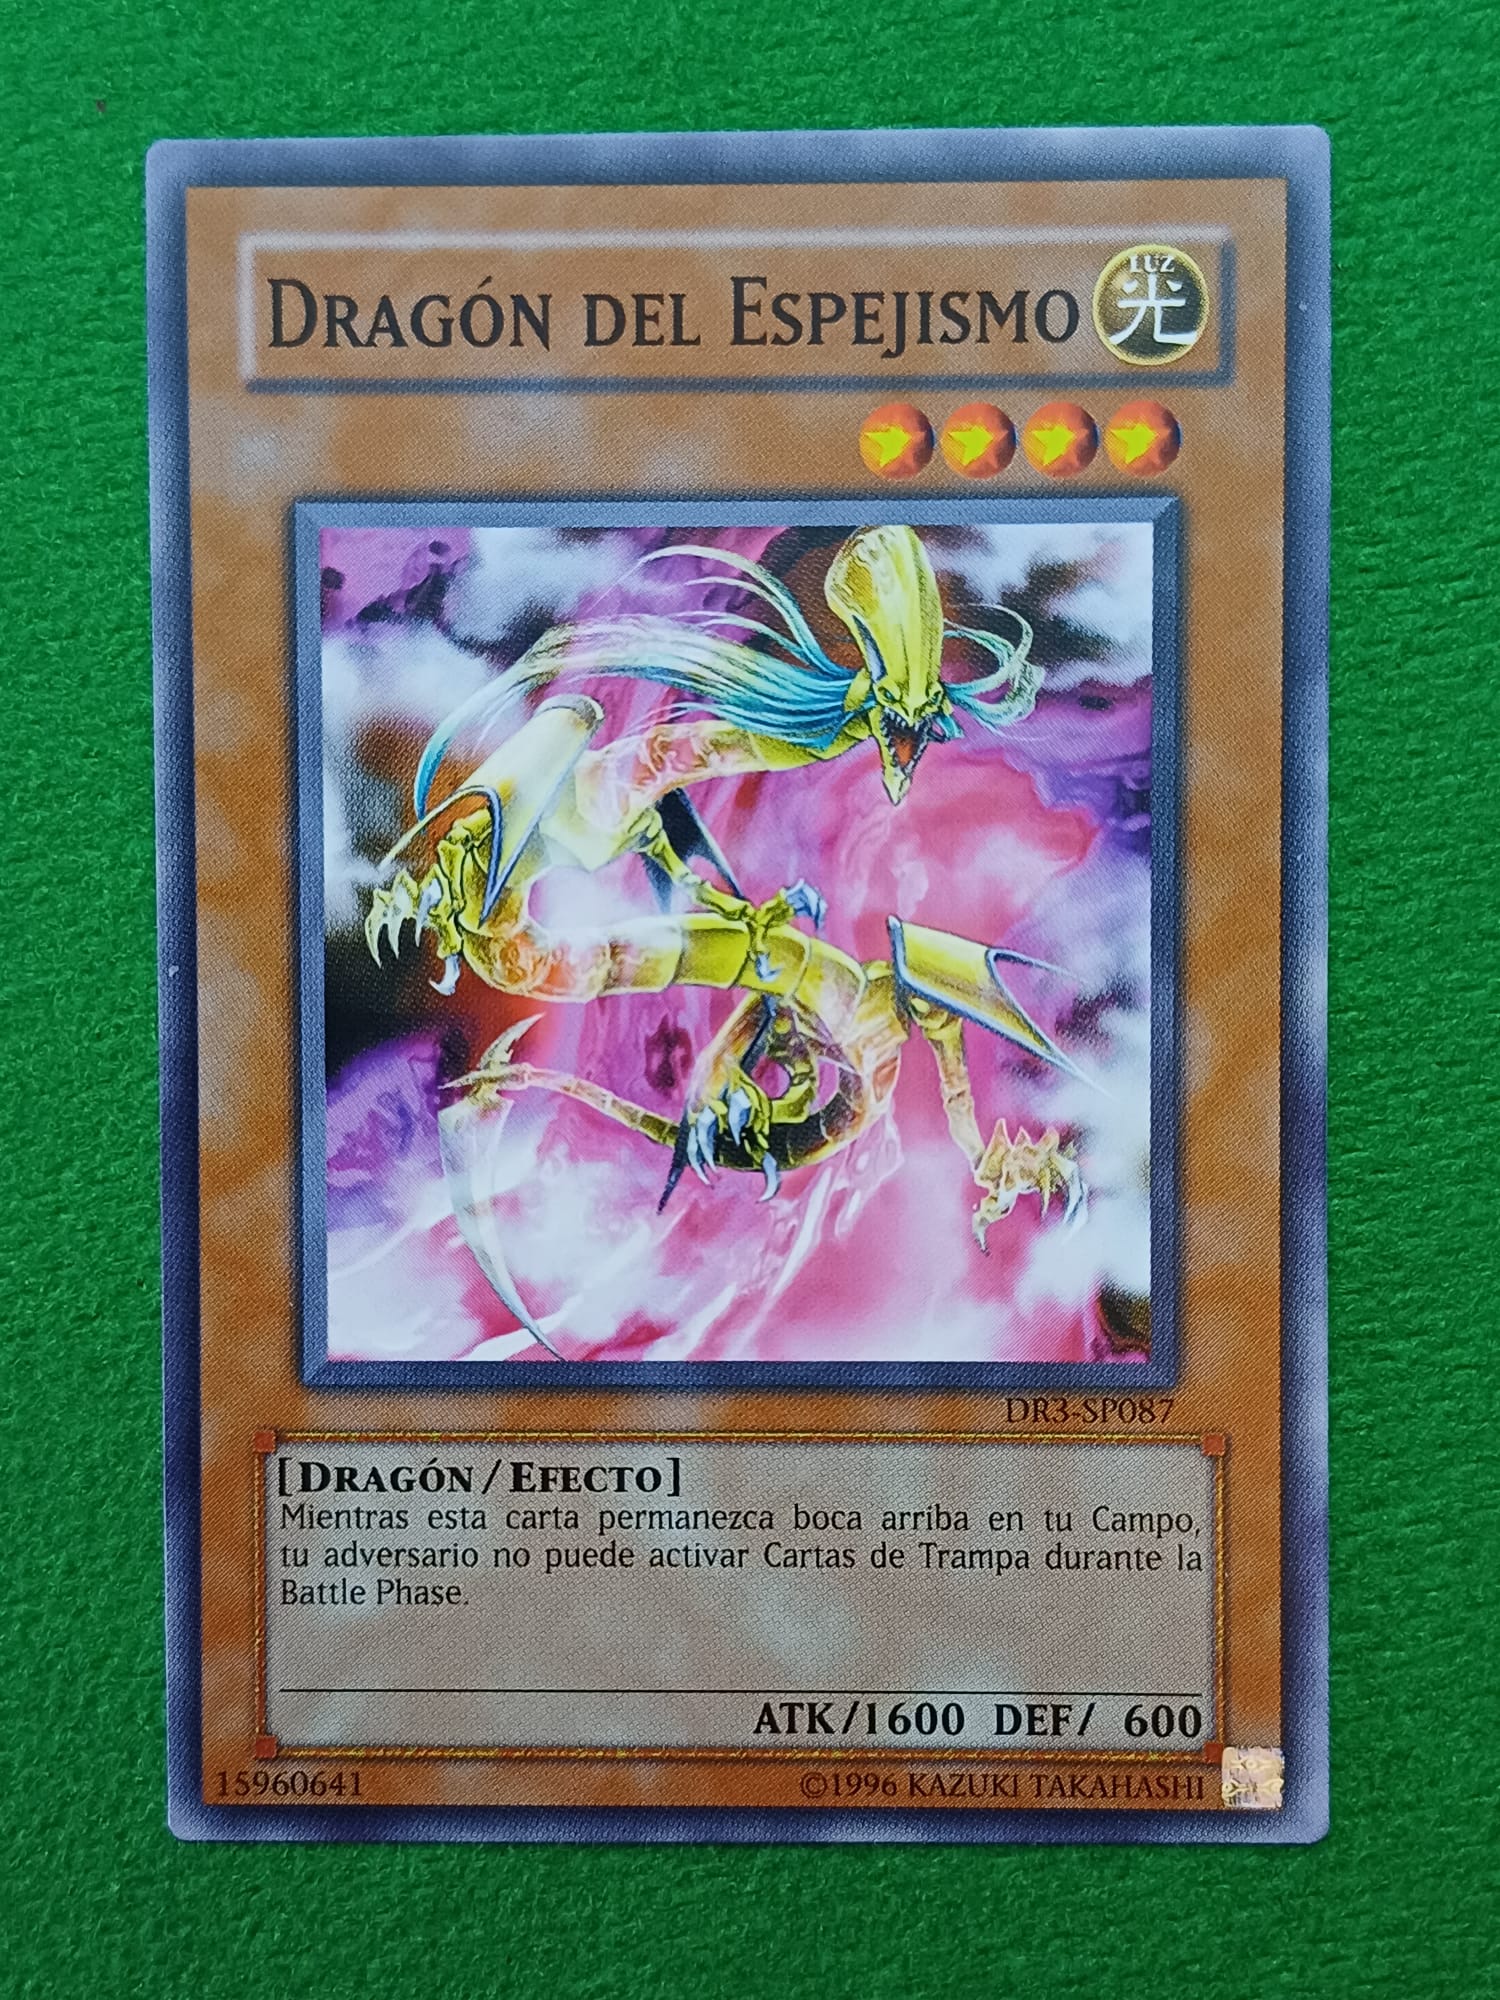 DRAGÓN DEL ESPEJISMO
LUZ
光
DR3-SP087
[DRAGÓN/EFECTO]
Mientras esta carta permanezca boca arriba en tu Campo,
tu adversario no puede activar Cartas de Trampa durante la
Battle Phase.
ATK/1600 DEF/ 600
15960641 ©1996 KAZUKI TAKAHASHI